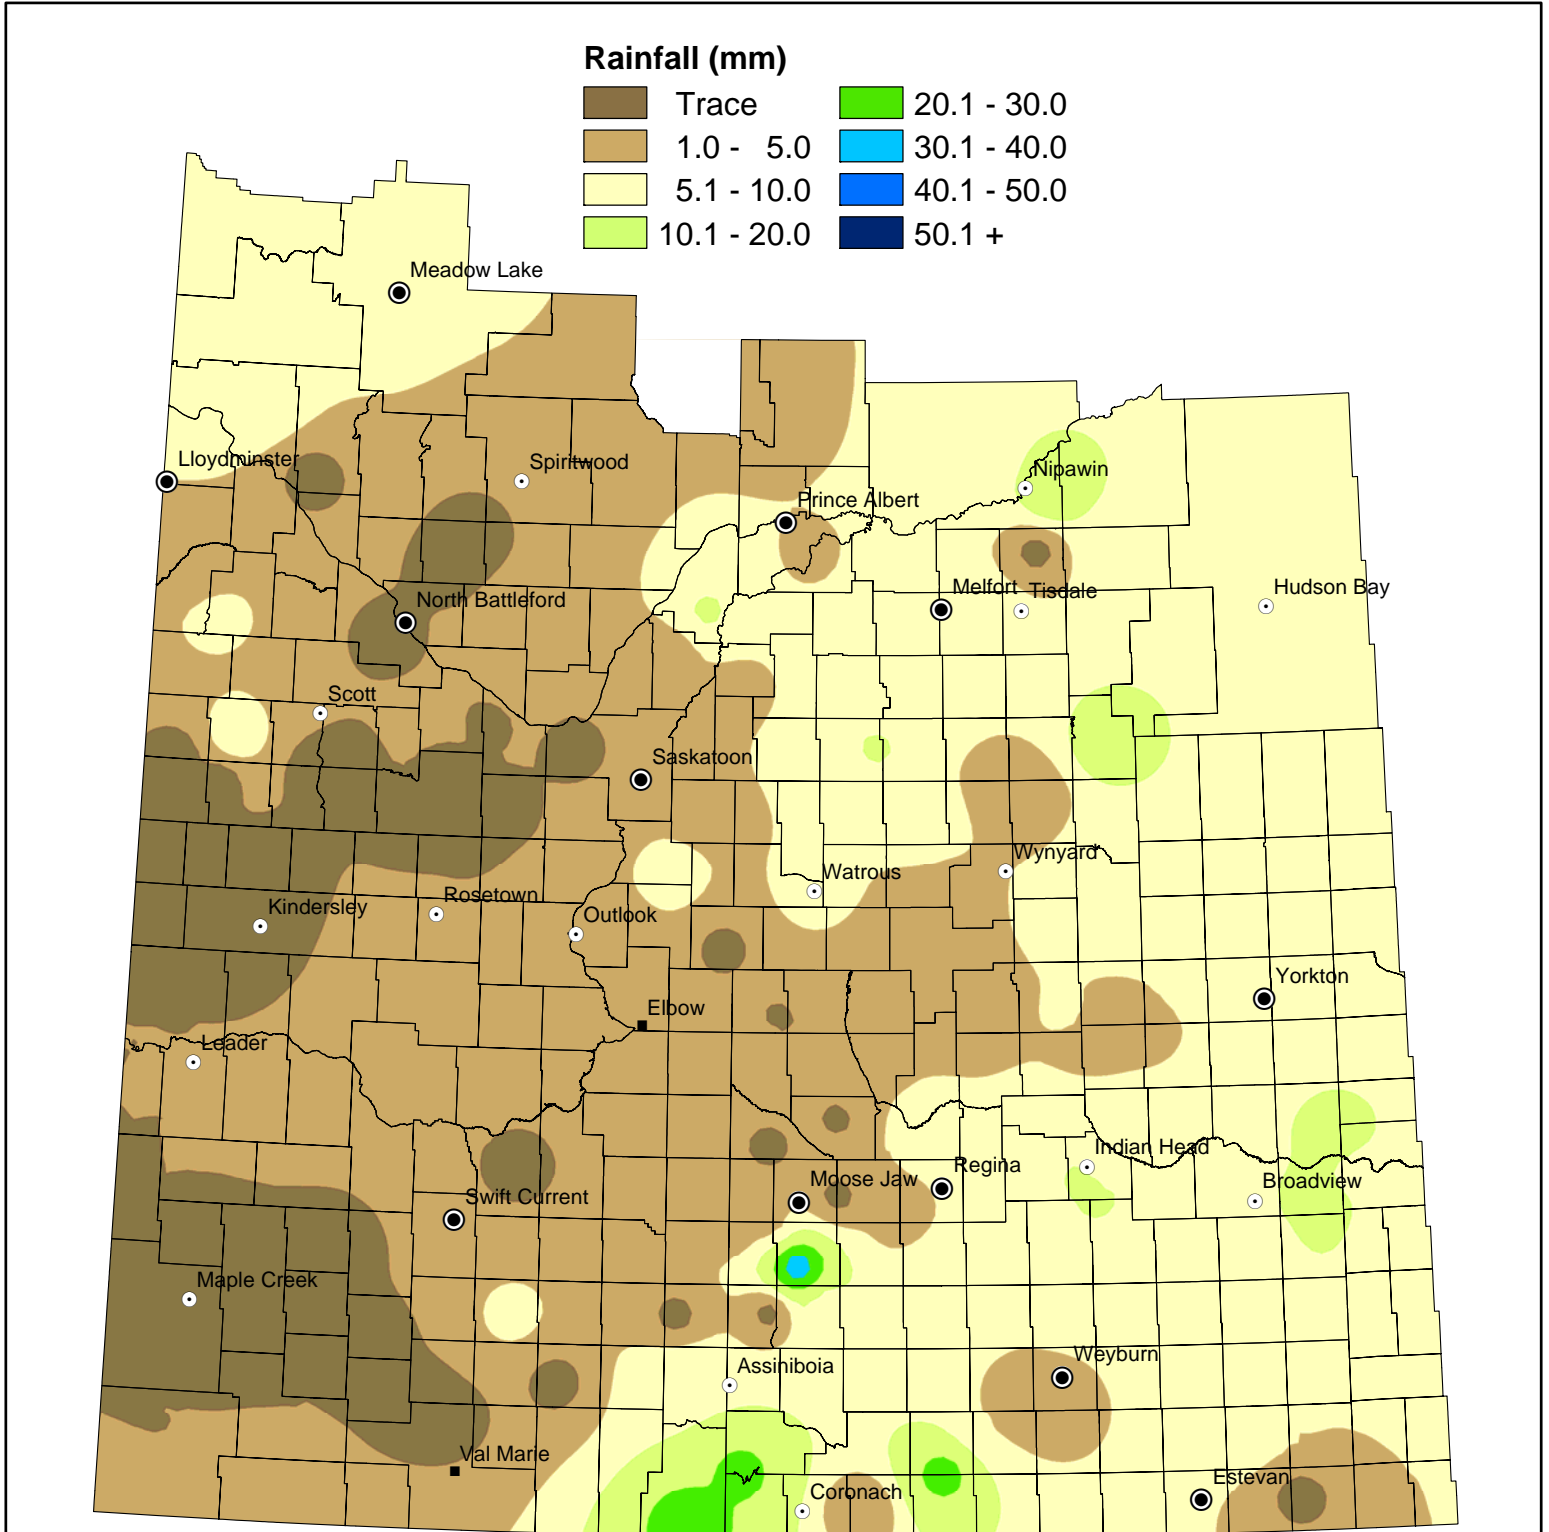 Rainfall (mm)
Trace
20.1 - 30.0
1.0 - 5.0
30.1 - 40.0
5.1 - 10.0
40.1 - 50.0
10.1 - 20.0
50.1 +
Meadow Lake
Lloydminster
Spiritwood
Nipawin
Prince Albert
North Battleford
Melfort
Tisdale
Hudson Bay
Scott
Saskatoon
Wynyard
Watrous
Rosetown
Kindersley
Outlook
Yorkton
Elbow
Leader
Indian Head
Regina
Moose Jaw
Broadview
Swift Current
Maple Creek
Weyburn
Assiniboia
Val Marie
Estevan
Coronach